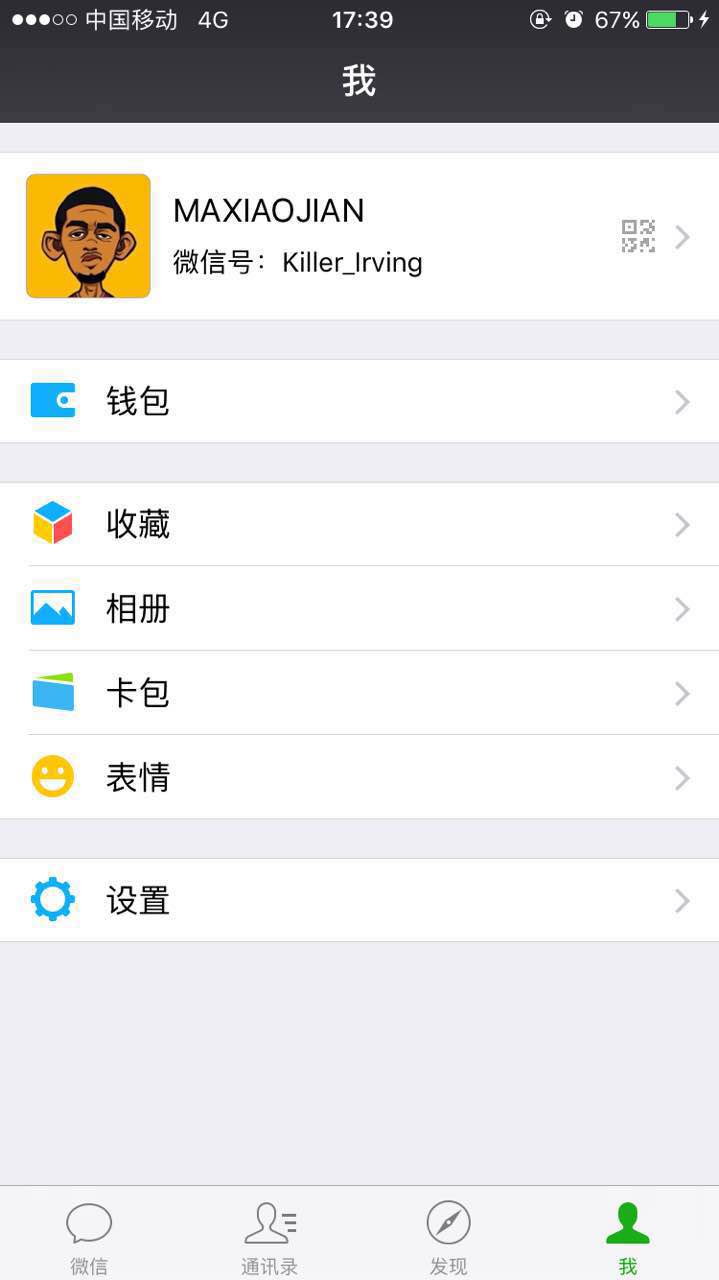 中国移动 4G 17:39 67%
我
MAXIAOJIAN
微信号：Killer_Irving
钱包
收藏
相册
卡包
表情
设置
微信 通讯录 发现 我